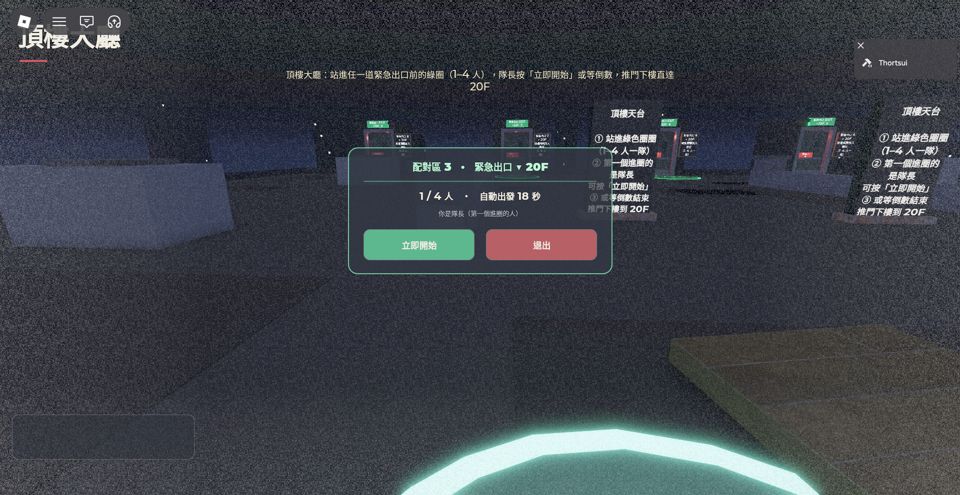 頂樓大廳
頂樓大廳：站進任一道緊急出口前的綠圈（1–4 人），隊長按「立即開始」或等倒數，推門下樓直達
20F
Thortsui
配對區 3 • 緊急出口 ▼ 20F
1 / 4 人 • 自動出發 18 秒
你是隊長（第一個進圈的人）
立即開始
退出
頂樓天台
① 站進綠色圈圈
（1–4 人一隊）
② 第一個進圈的
是隊長
可按「立即開始」
③ 或等倒數結束
推門下樓到 20F
頂樓天台
① 站進綠色圈圈
（1–4 人一隊）
② 第一個進圈的
是隊長
可按「立即開始」
③ 或等倒數結束
推門下樓到 20F